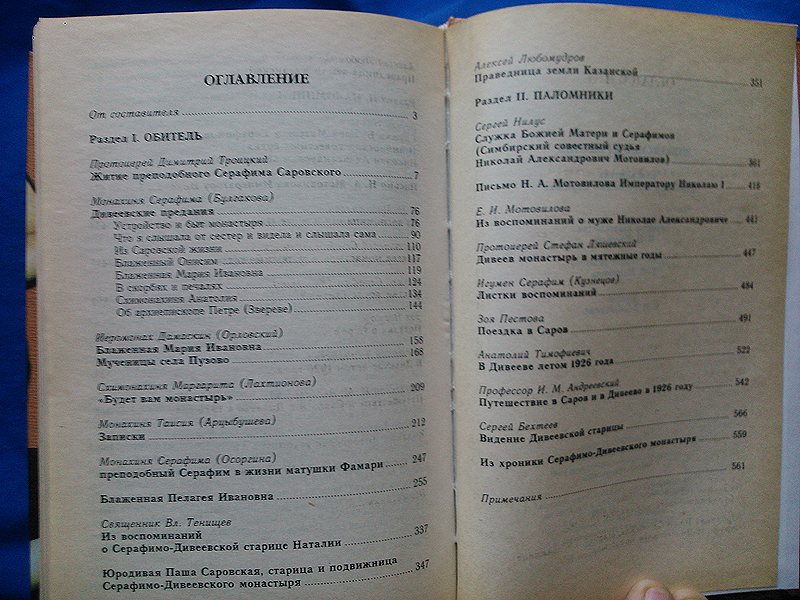 ОГЛАВЛЕНИЕ
От составителя 3
Раздел I. ОБИТЕЛЬ
Протоиерей Димитрий Троицкий
Житие преподобного Серафима Саровского 7
Монахиня Серафима (Булгакова)
Дивеевские предания 76
Устройство и быт монастыря 76
Что я слышала от сестер и видела и слышала сама 90
Из Саровской жизни 110
Блаженный Онисим 117
Блаженная Мария Ивановна 119
В скорбях и печалях 124
Схимонахиня Анатолия 134
Об архиепископе Петре (Звереве) 144
Иеромонах Дамаскин (Орловский)
Блаженная Мария Ивановна 158
Мученицы села Пузово 168
Схимонахиня Маргарита (Лахтионова)
«Будет вам монастырь» 209
Монахиня Таисия (Арцыбушева)
Записки 212
Монахиня Серафима (Осоргина)
преподобный Серафим в жизни матушки Фамари 247
Блаженная Пелагея Ивановна 255
Священник Вл. Тенищев
Из воспоминаний
о Серафимо-Дивеевской старице Наталии 337
Юродивая Паша Саровская, старица и подвижница
Серафимо-Дивеевского монастыря 347
Алексей Любомудров
Праведница земли Казанской 351
Раздел II. ПАЛОМНИКИ
Сергей Нилус
Служка Божией Матери и Серафимов
(Симбирский совестный судья
Николай Александрович Мотовилов) 361
Письмо Н. А. Мотовилова Императору Николаю I 418
Е. И. Мотовилова
Из воспоминаний о муже Николае Александровиче 441
Протоиерей Стефан Ляшевский
Дивеев монастырь в мятежные годы 447
Игумен Серафим (Кузнецов)
Листки воспоминаний 484
Зоя Пестова
Поездка в Саров 491
Анатолий Тимофиевич
В Дивееве летом 1926 года 522
Профессор И. М. Андреевский
Путешествие в Саров и в Дивеево в 1926 году 542
Сергей Бехтеев
Видение Дивеевской старицы 566
Из хроники Серафимо-Дивеевского монастыря 559
Примечания 561